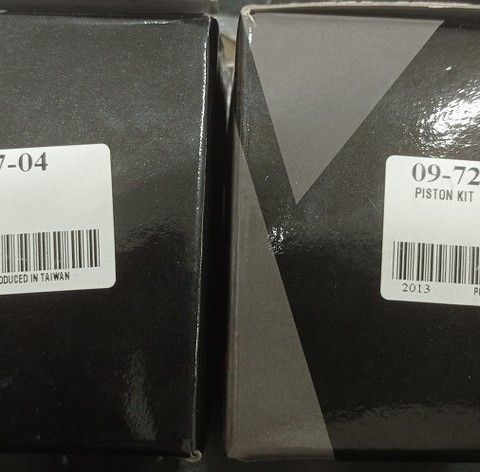 7-04
ODUCED IN TAIWAN
09-72
PISTON KIT
2013